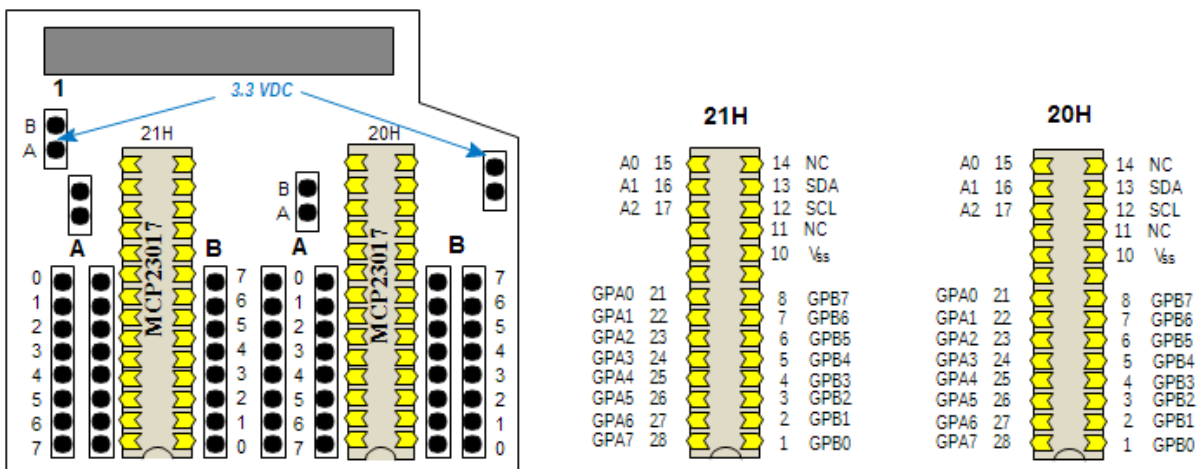 1
3.3 VDC
B
A
21H
20H
B
A
MCP23017
MCP23017
A
B
A
B
0
1
2
3
4
5
6
7
7
6
5
4
3
2
1
0
0
1
2
3
4
5
6
7
7
6
5
4
3
2
1
0
21H
A0 15
A1 16
A2 17
14 NC
13 SDA
12 SCL
11 NC
10 Vss
GPA0 21
GPA1 22
GPA2 23
GPA3 24
GPA4 25
GPA5 26
GPA6 27
GPA7 28
8 GPB7
7 GPB6
6 GPB5
5 GPB4
4 GPB3
3 GPB2
2 GPB1
1 GPB0
20H
A0 15
A1 16
A2 17
14 NC
13 SDA
12 SCL
11 NC
10 Vss
GPA0 21
GPA1 22
GPA2 23
GPA3 24
GPA4 25
GPA5 26
GPA6 27
GPA7 28
8 GPB7
7 GPB6
6 GPB5
5 GPB4
4 GPB3
3 GPB2
2 GPB1
1 GPB0